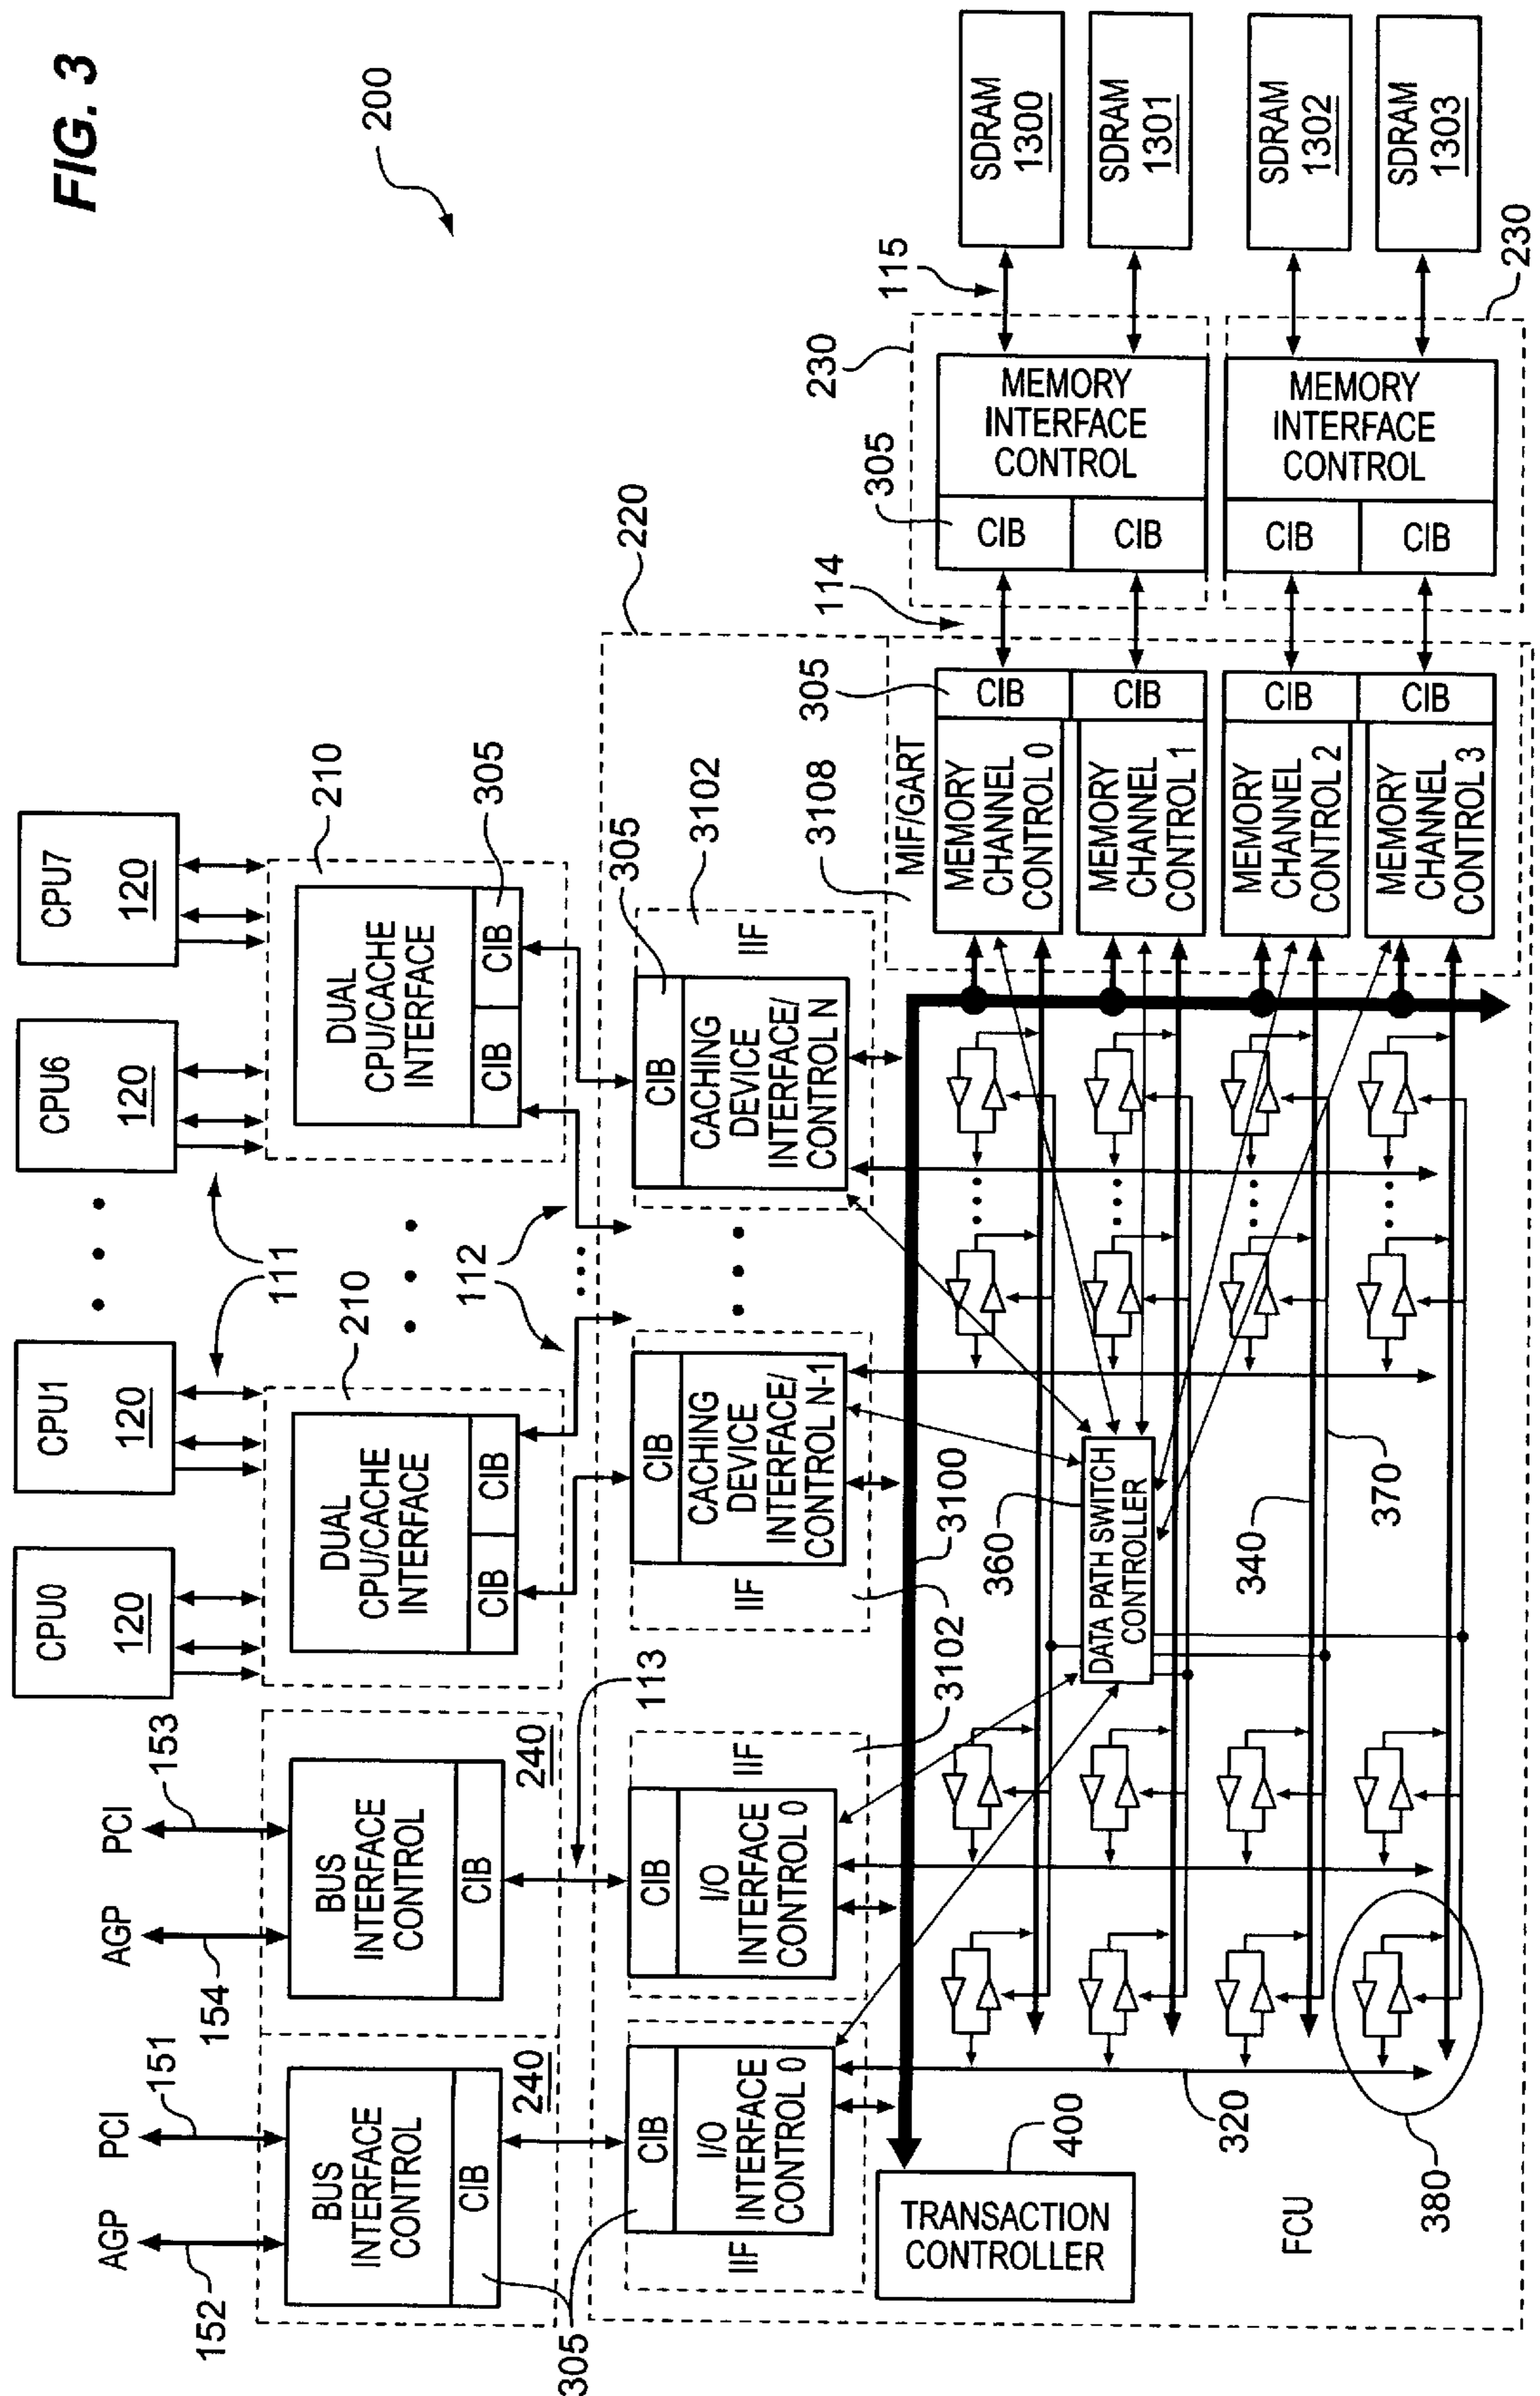 FIG. 3
200
AGP
PCI
AGP
PCI
152
151
154
153
CPU0
120
CPU1
120
CPU6
120
CPU7
120
111
BUS
INTERFACE
CONTROL
CIB
240
BUS
INTERFACE
CONTROL
CIB
240
DUAL
CPU/CACHE
INTERFACE
CIB
CIB
210
DUAL
CPU/CACHE
INTERFACE
CIB
CIB
210
305
305
113
112
220
IIF
CIB
I/O
INTERFACE
CONTROL 0
CIB
I/O
INTERFACE
CONTROL 0
IIF
3102
IIF
CIB
CACHING
DEVICE
INTERFACE/
CONTROL N-1
3102
CIB
CACHING
DEVICE
INTERFACE/
CONTROL N
IIF
305
3102
TRANSACTION
CONTROLLER
400
3100
360
DATA PATH SWITCH
CONTROLLER
320
340
370
380
FCU
MIF/GART
3108
305
MEMORY
CHANNEL
CONTROL 0
CIB
MEMORY
CHANNEL
CONTROL 1
CIB
MEMORY
CHANNEL
CONTROL 2
CIB
MEMORY
CHANNEL
CONTROL 3
CIB
114
305
230
CIB
CIB
MEMORY
INTERFACE
CONTROL
CIB
CIB
MEMORY
INTERFACE
CONTROL
230
115
SDRAM
1300
SDRAM
1301
SDRAM
1302
SDRAM
1303